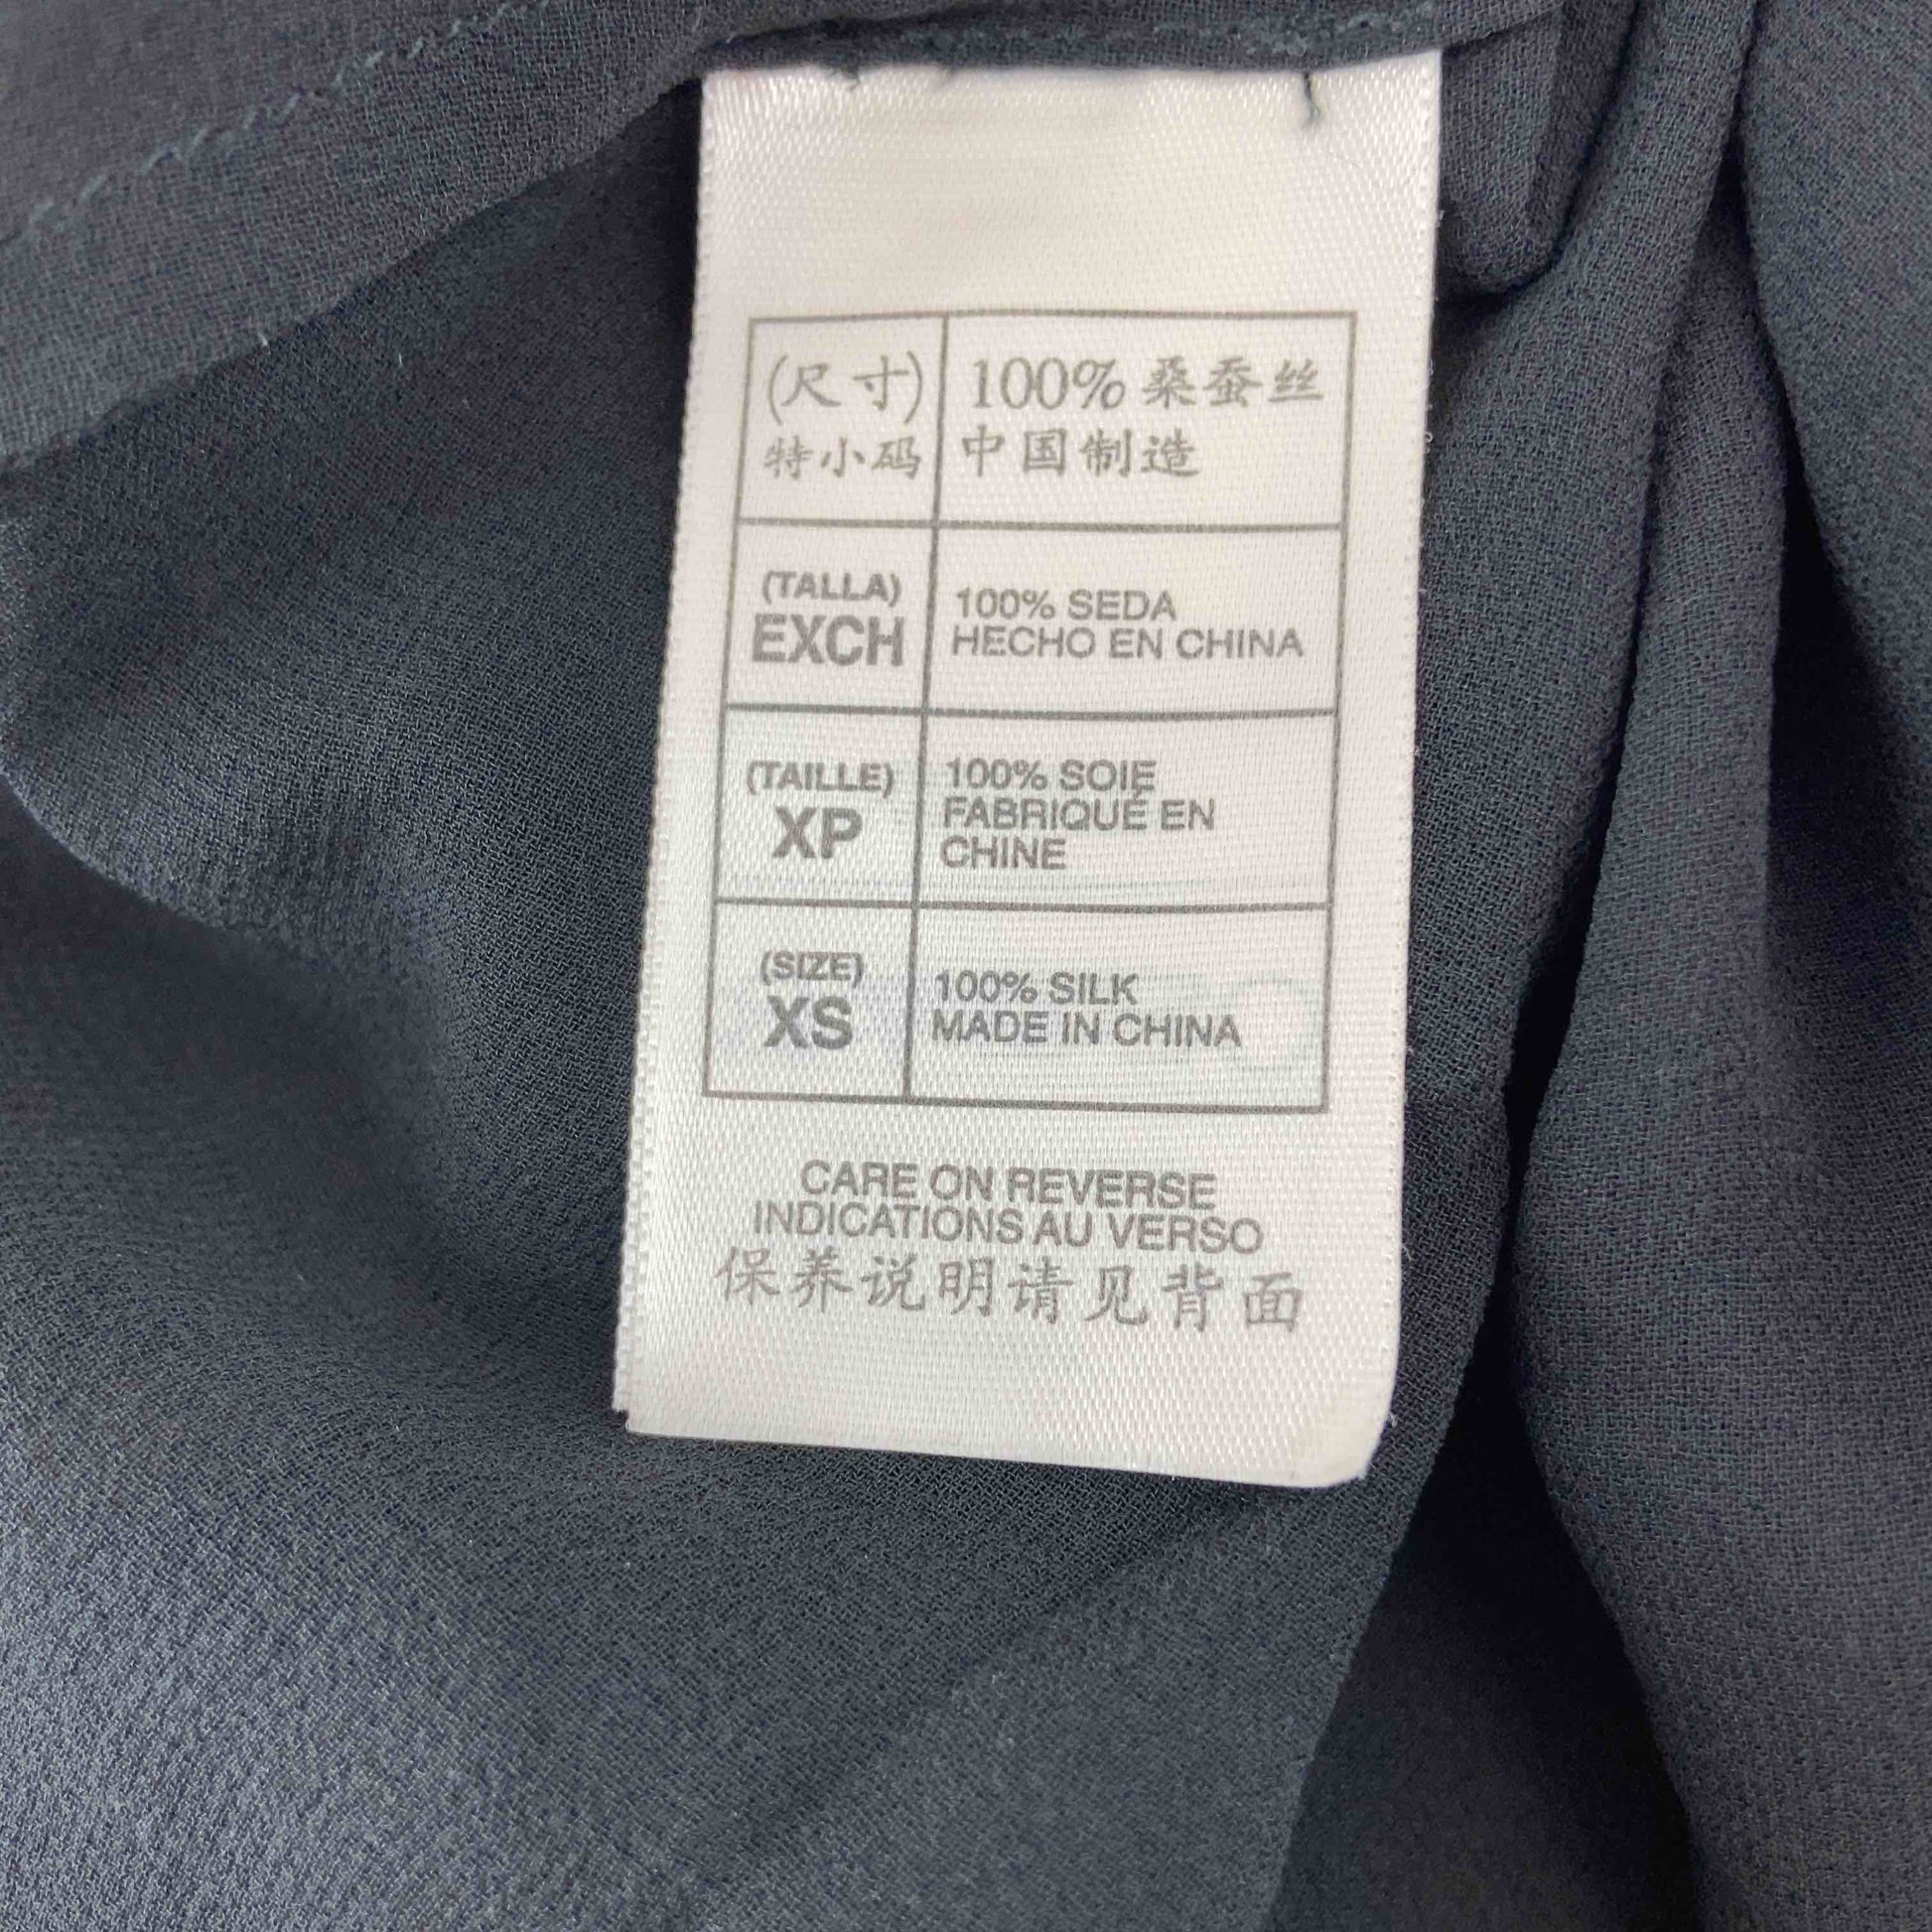 (尺寸)
特小码
100% 桑蚕丝
中国制造
(TALLA)
EXCH
100% SEDA
HECHO EN CHINA
(TAILLE)
XP
100% SOIE
FABRIQUÉ EN
CHINE
(SIZE)
XS
100% SILK
MADE IN CHINA
CARE ON REVERSE
INDICATIONS AU VERSO
保养说明请见背面